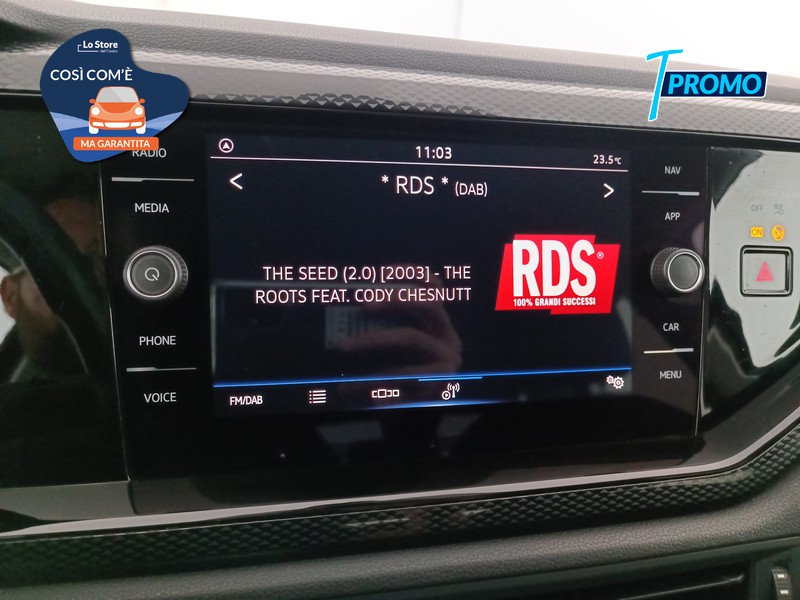 Lo Store
dell'Usato
COSÌ COM'È
MA GARANTITA
T PROMO
RADIO
MEDIA
PHONE
VOICE
11:03
23.5°C
* RDS * (DAB)
THE SEED (2.0) [2003] - THE
ROOTS FEAT. CODY CHESNUTT
RDS®
100% GRANDI SUCCESSI
FM/DAB
NAV
APP
CAR
MENU
OFF
ON